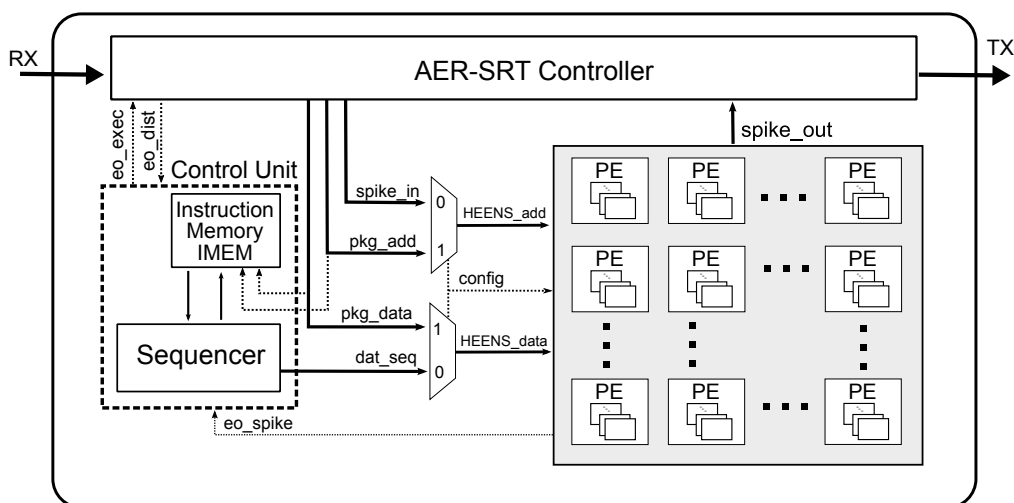 RX
AER-SRT Controller
TX
eo_exec
eo_dist
spike_out
Control Unit
Instruction
Memory
IMEM
spike_in
0
HEENS_add
pkg_add
1
config
pkg_data
1
HEENS_data
dat_seq
0
Sequencer
eo_spike
PE PE PE
PE PE PE
PE PE PE